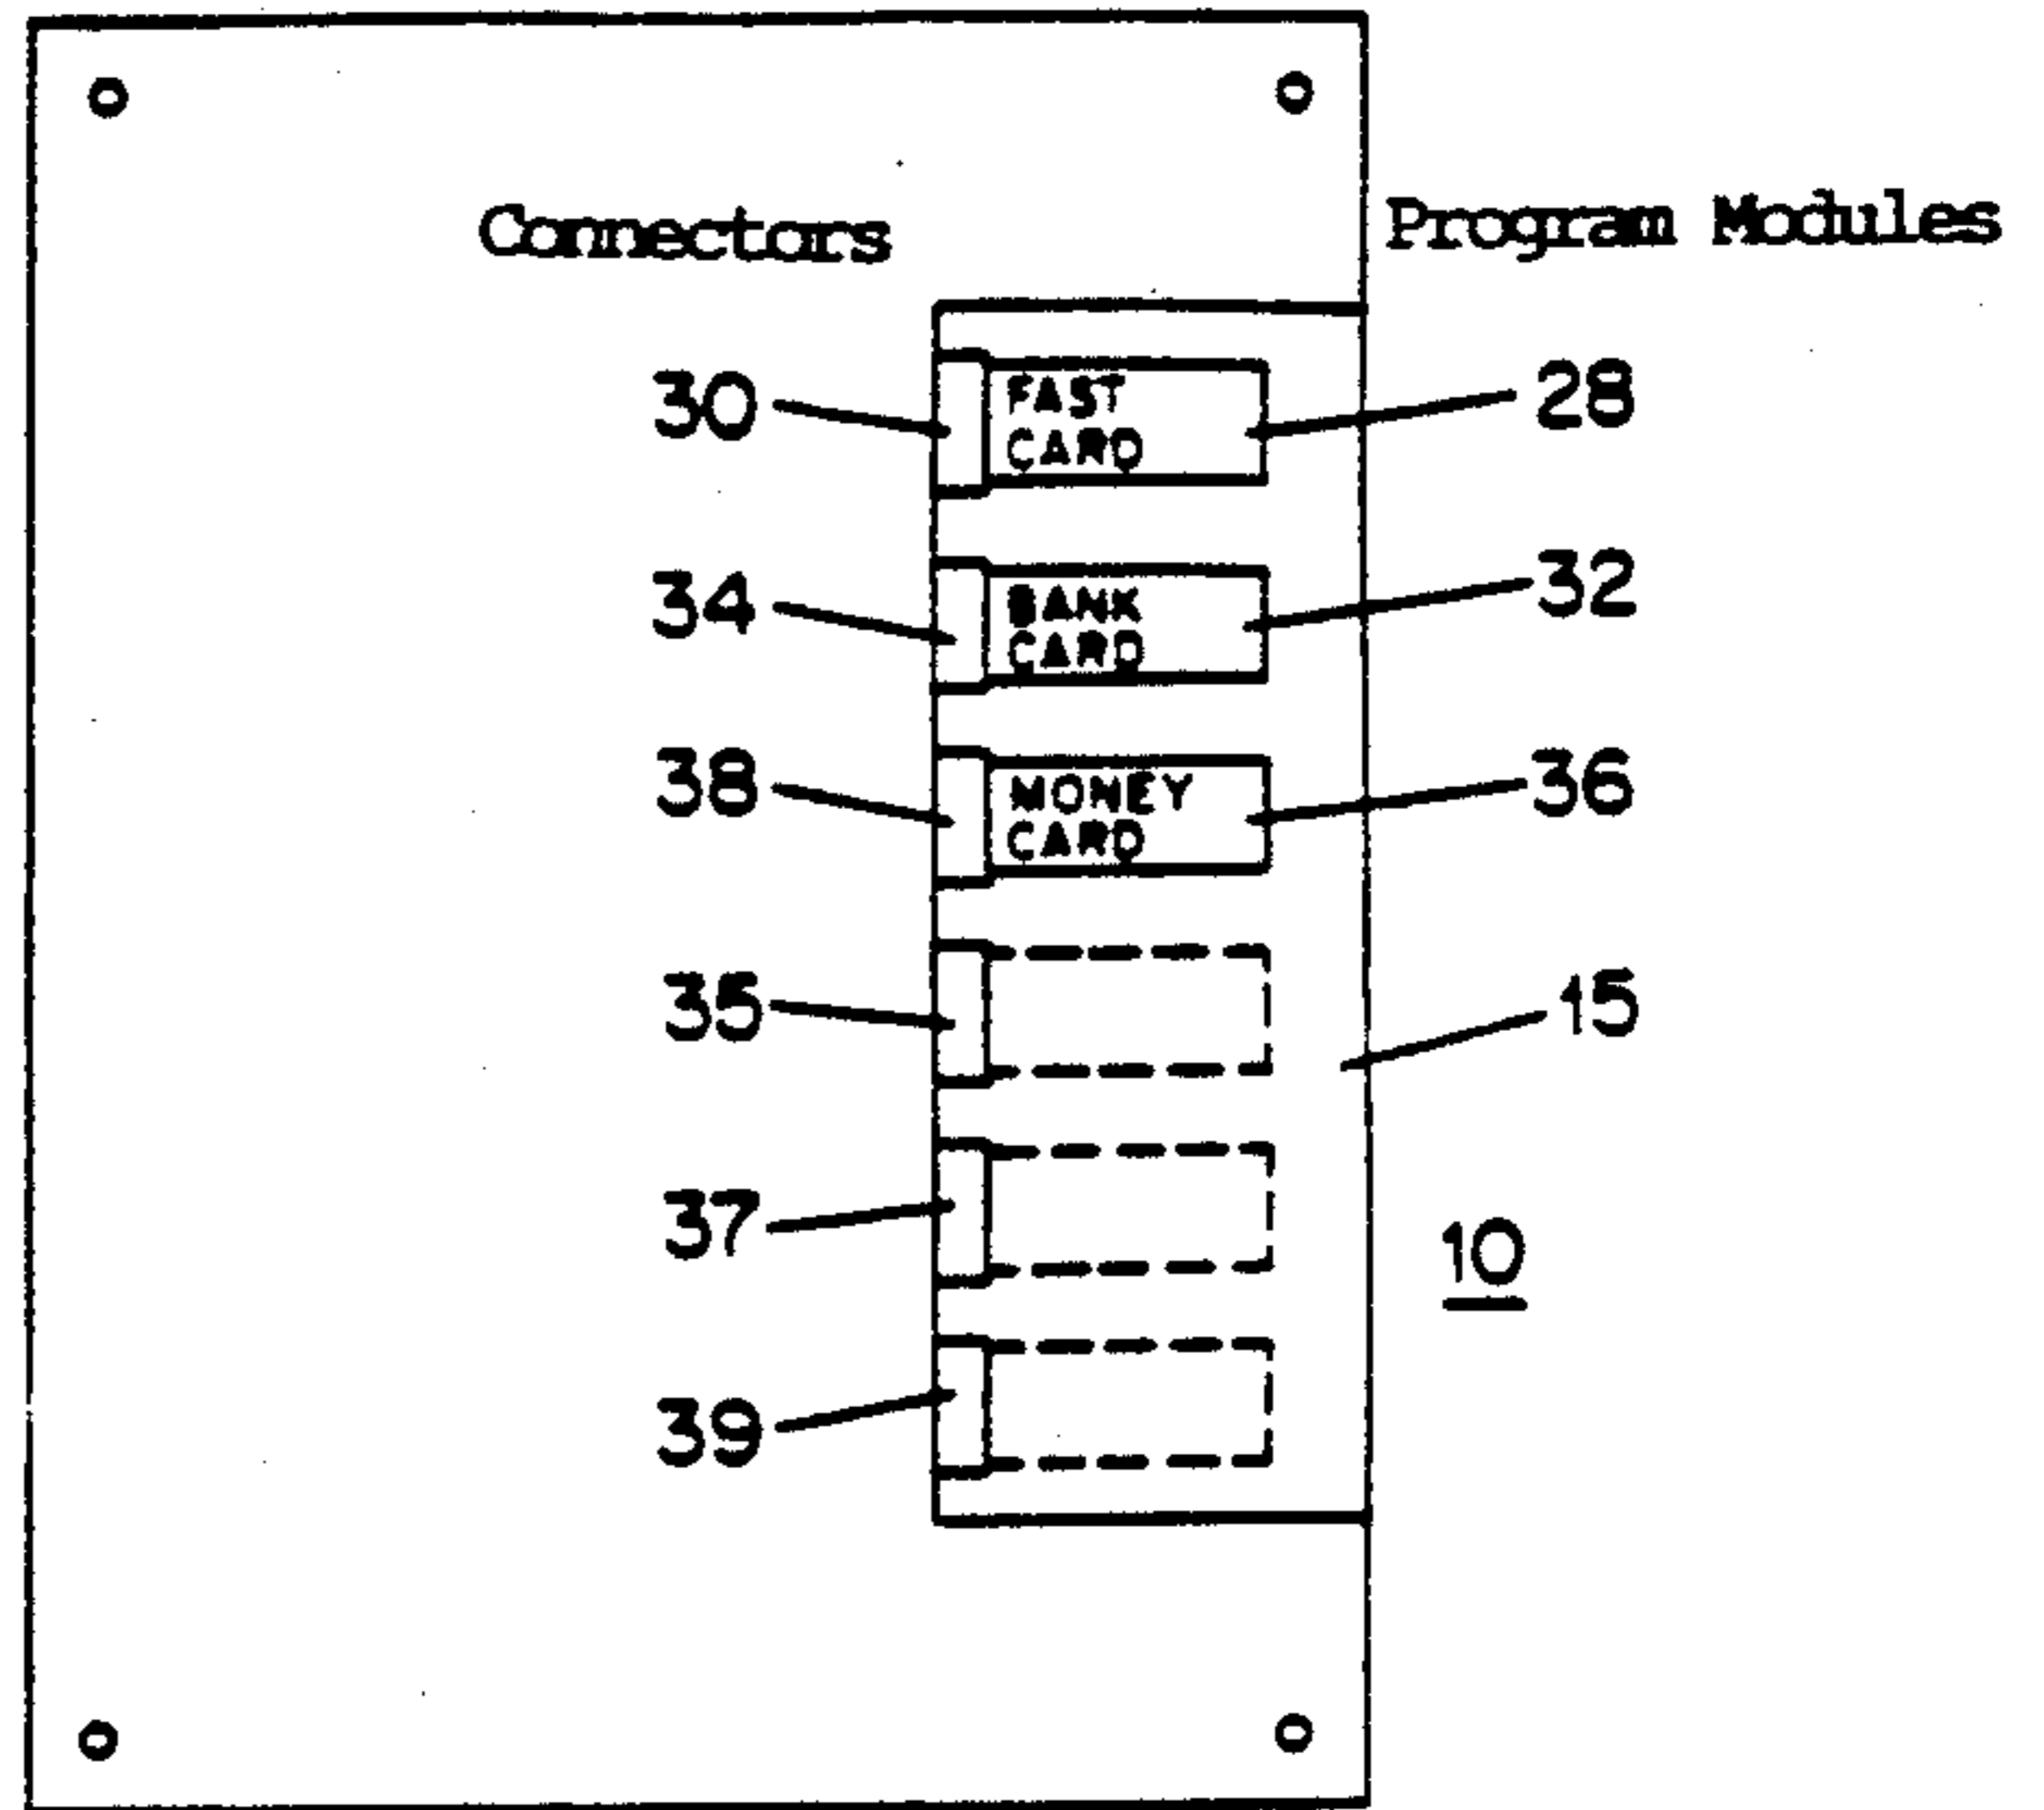 Connectors Program Modules
30 FAST CARD 28
34 BANK CARD 32
38 MONEY CARD 36
35 15
37
10
39